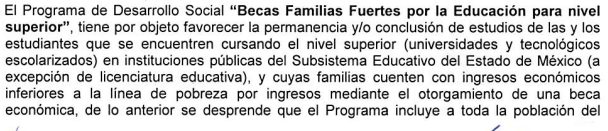 El Programa de Desarrollo Social “Becas Familias Fuertes por la Educación para nivel
superior”, tiene por objeto favorecer la permanencia y/o conclusión de estudios de las y los
estudiantes que se encuentren cursando el nivel superior (universidades y tecnológicos
escolarizados) en instituciones públicas del Subsistema Educativo del Estado de México (a
excepción de licenciatura educativa), y cuyas familias cuenten con ingresos económicos
inferiores a la línea de pobreza por ingresos mediante el otorgamiento de una beca
económica, de lo anterior se desprende que el Programa incluye a toda la población del